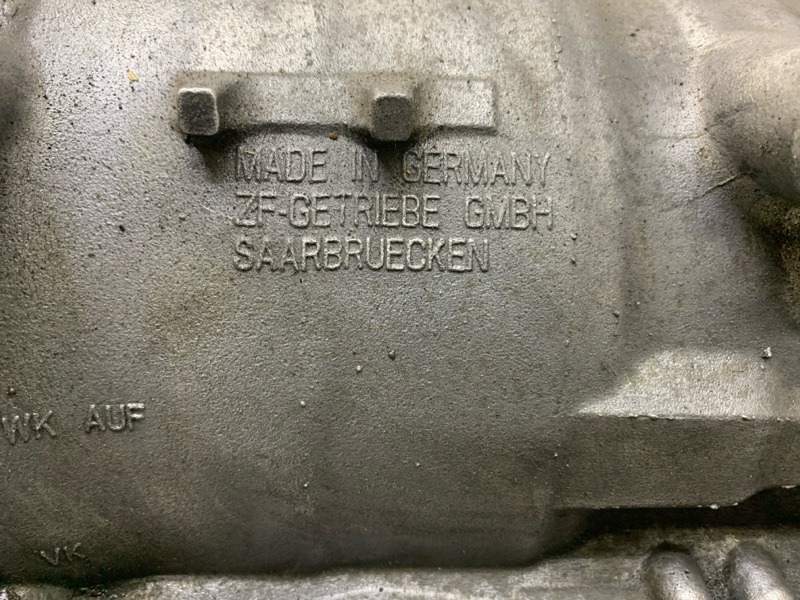 MADE IN GERMANY
ZF-GETRIEBE GMBH
SAARBRUECKEN
WK AUF
VK